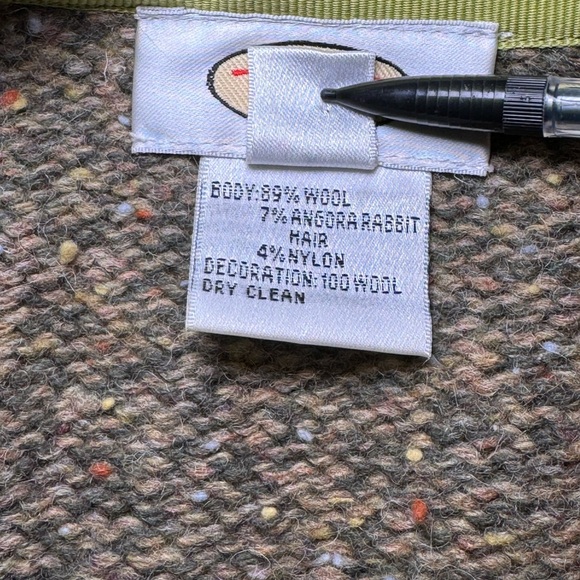 BODY:89% WOOL
7% ANGORA RABBIT
HAIR
4% NYLON
DECORATION:100 WOOL
DRY CLEAN